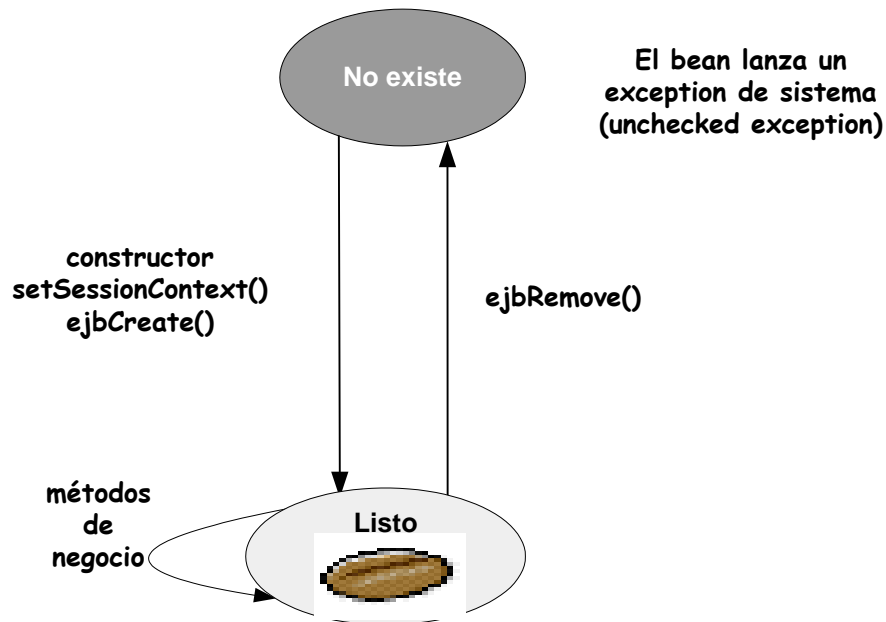 No existe
El bean lanza un
exception de sistema
(unchecked exception)
constructor
setSessionContext()
ejbCreate()
ejbRemove()
métodos
de
negocio
Listo